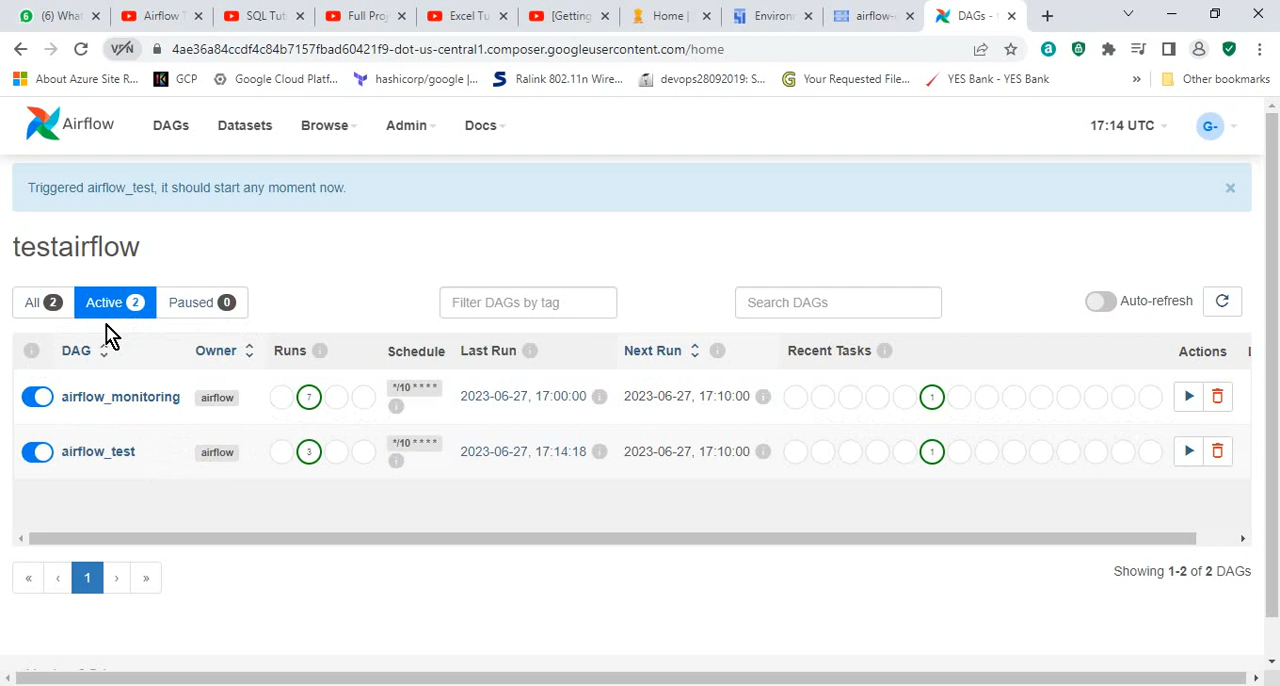 (6) What
Airflow T
SQL Tut
Full Proj
Excel Tu
[Getting
Home |
Environ
airflow-
DAGs -
VPN
4ae36a84ccdf4c84b7157fbad60421f9-dot-us-central1.composer.googleusercontent.com/home
About Azure Site R...
GCP
Google Cloud Platf...
hashicorp/google |...
Ralink 802.11n Wire...
devops28092019: S...
Your Requested File...
YES Bank - YES Bank
»
Other bookmarks
Airflow
DAGs
Datasets
Browse
Admin
Docs
17:14 UTC
G-
Triggered airflow_test, it should start any moment now.
×
testairflow
All 2
Active 2
Paused 0
Filter DAGs by tag
Search DAGs
Auto-refresh
DAG
Owner
Runs
Schedule
Last Run
Next Run
Recent Tasks
Actions
airflow_monitoring
airflow
7
*/10 * * * *
2023-06-27, 17:00:00
2023-06-27, 17:10:00
1
airflow_test
airflow
3
*/10 * * * *
2023-06-27, 17:14:18
2023-06-27, 17:10:00
1
« ‹ 1 › »
Showing 1-2 of 2 DAGs